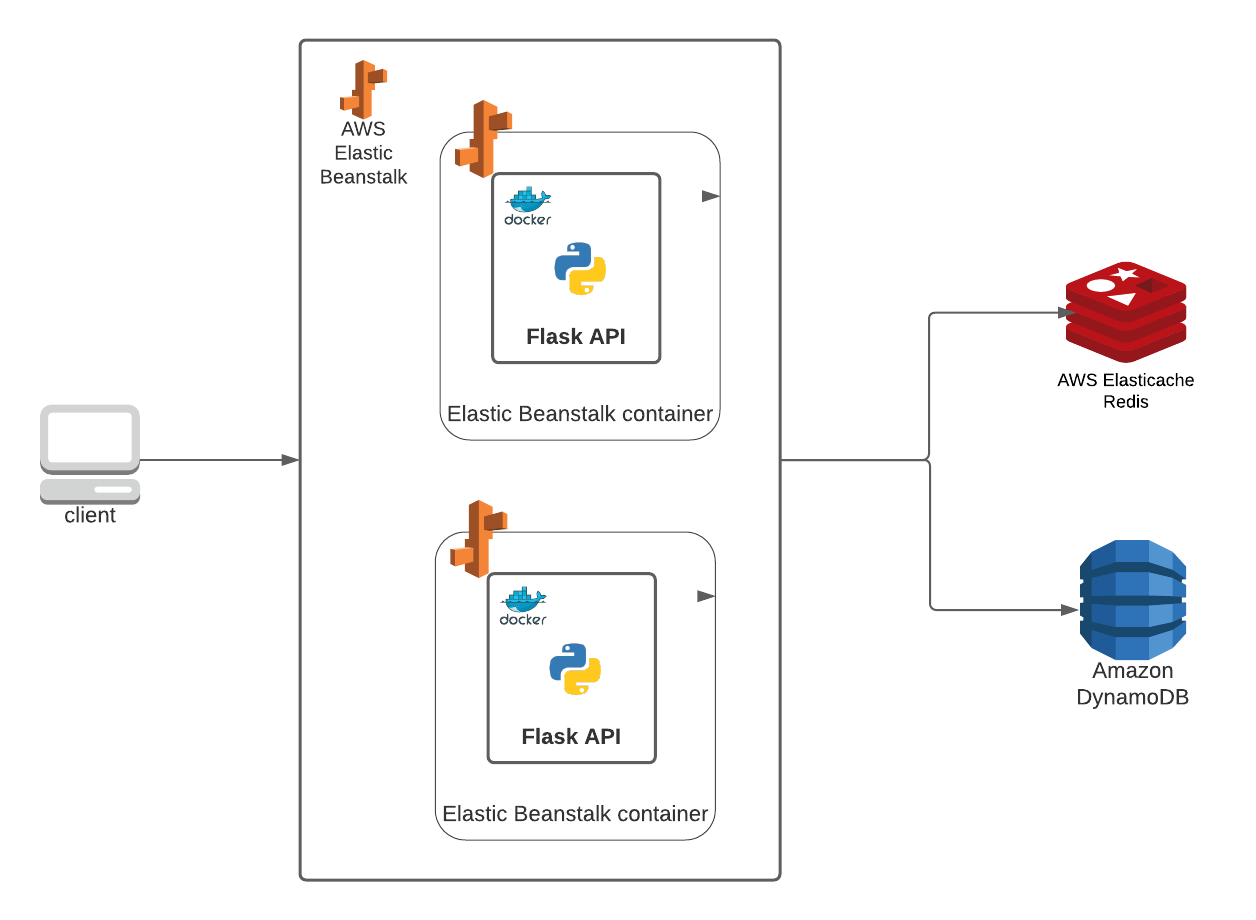 AWS
Elastic
Beanstalk
docker
Flask API
Elastic Beanstalk container
AWS Elasticache
Redis
client
docker
Flask API
Elastic Beanstalk container
Amazon
DynamoDB